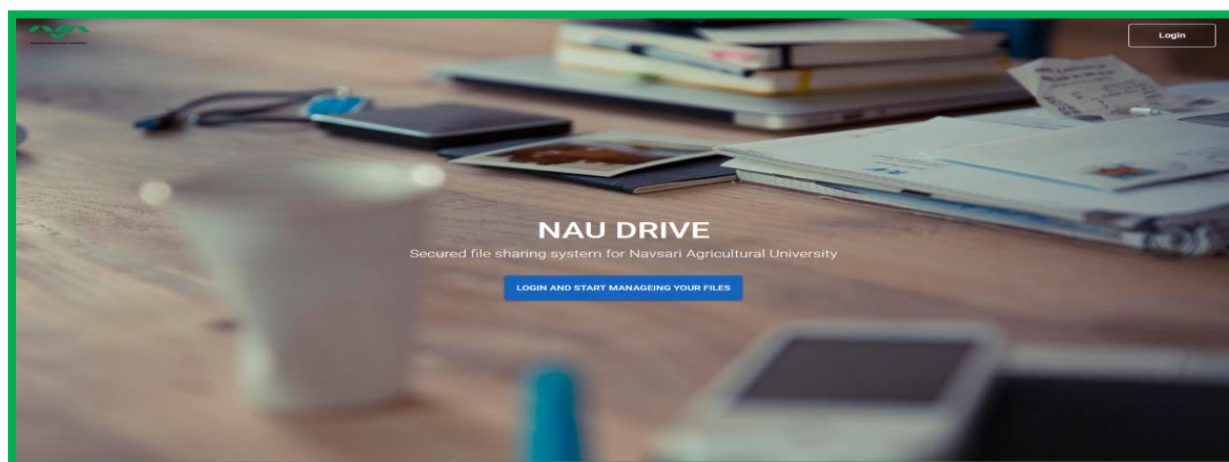 Login
NAU DRIVE
Secured file sharing system for Navsari Agricultural University
LOGIN AND START MANAGEING YOUR FILES